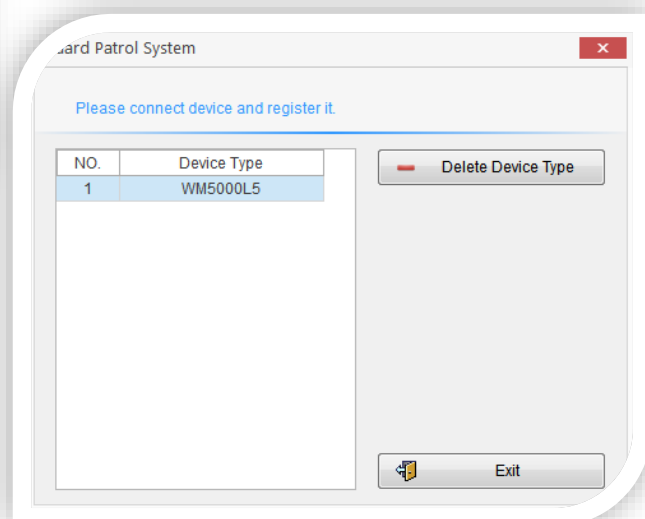 uard Patrol System
Please connect device and register it.
NO. Device Type
1 WM5000L5
Delete Device Type
Exit